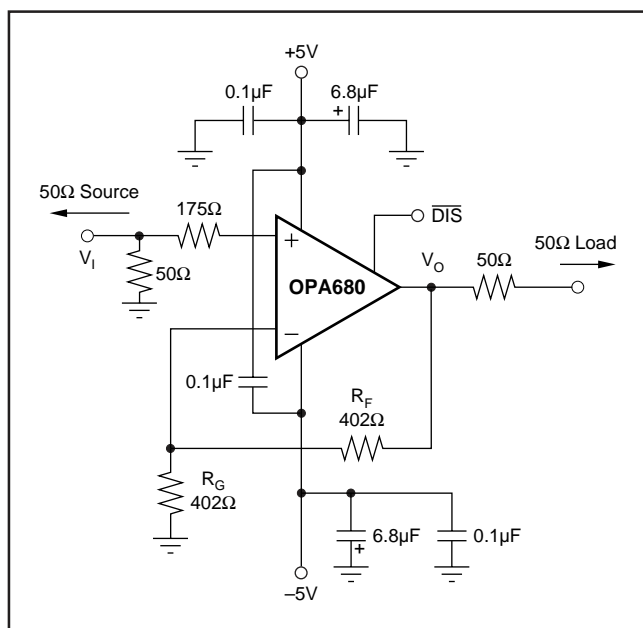 +5V
0.1µF
6.8µF
+
50Ω Source
175Ω
DIS
V_I
50Ω
+
OPA680
−
V_O
50Ω
50Ω Load
0.1µF
R_F
402Ω
R_G
402Ω
6.8µF
+
0.1µF
–5V